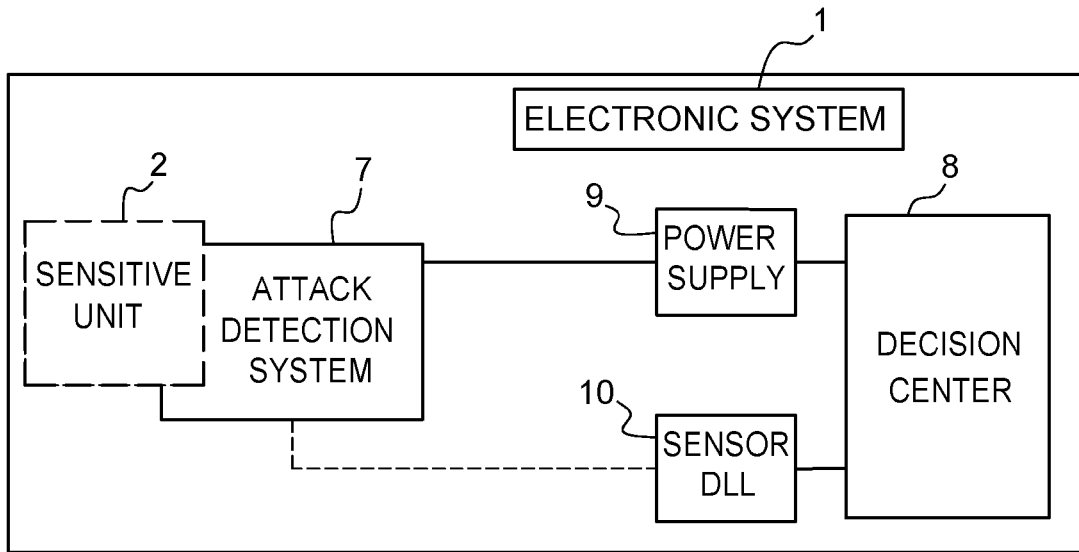 1
ELECTRONIC SYSTEM
2
SENSITIVE
UNIT
7
ATTACK
DETECTION
SYSTEM
9
POWER
SUPPLY
8
DECISION
CENTER
10
SENSOR
DLL